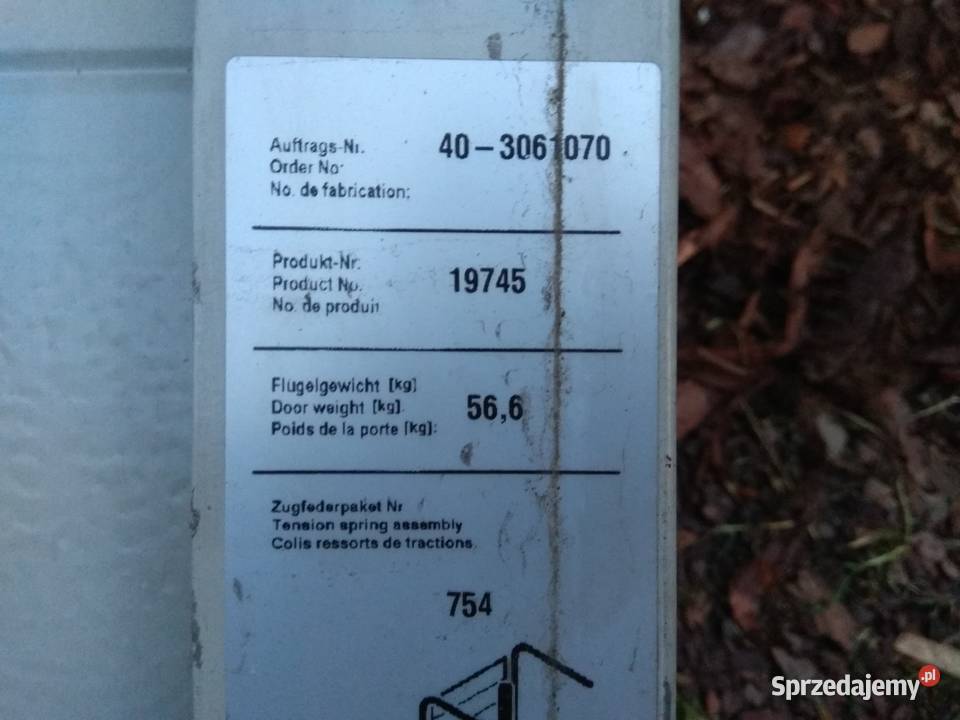 Auftrags-Nr. 40-3061070
Order No:
No. de fabrication:
Produkt-Nr.
Product No. 19745
No. de produit
Flügelgewicht [kg]
Door weight [kg]. 56,6
Poids de la porte [kg]:
Zugfederpaket Nr
Tension spring assembly
Colis ressorts de tractions.
754
Sprzedajemy.pl